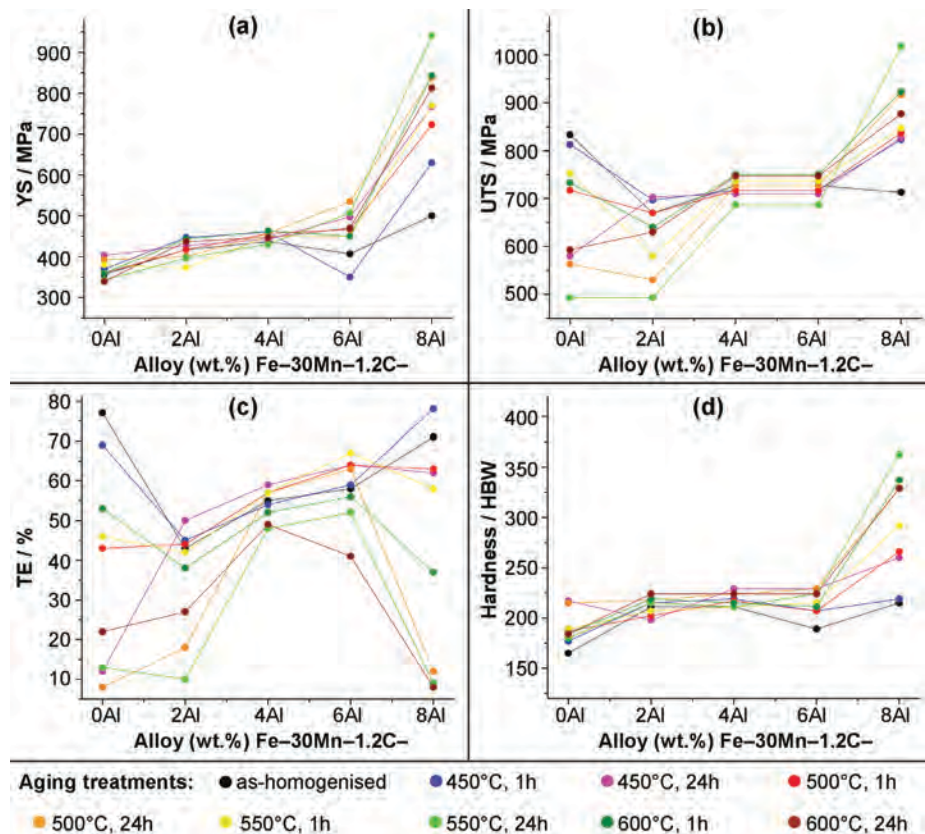 (a)
YS / MPa
900
800
700
600
500
400
300
0Al 2Al 4Al 6Al 8Al
Alloy (wt.%) Fe–30Mn–1.2C–
(b)
UTS / MPa
1000
900
800
700
600
500
0Al 2Al 4Al 6Al 8Al
Alloy (wt.%) Fe–30Mn–1.2C–
(c)
TE / %
80
70
60
50
40
30
20
10
0Al 2Al 4Al 6Al 8Al
Alloy (wt.%) Fe–30Mn–1.2C–
(d)
Hardness / HBW
400
350
300
250
200
150
0Al 2Al 4Al 6Al 8Al
Alloy (wt.%) Fe–30Mn–1.2C–
Aging treatments: as-homogenised 450°C, 1h 450°C, 24h 500°C, 1h
500°C, 24h 550°C, 1h 550°C, 24h 600°C, 1h 600°C, 24h